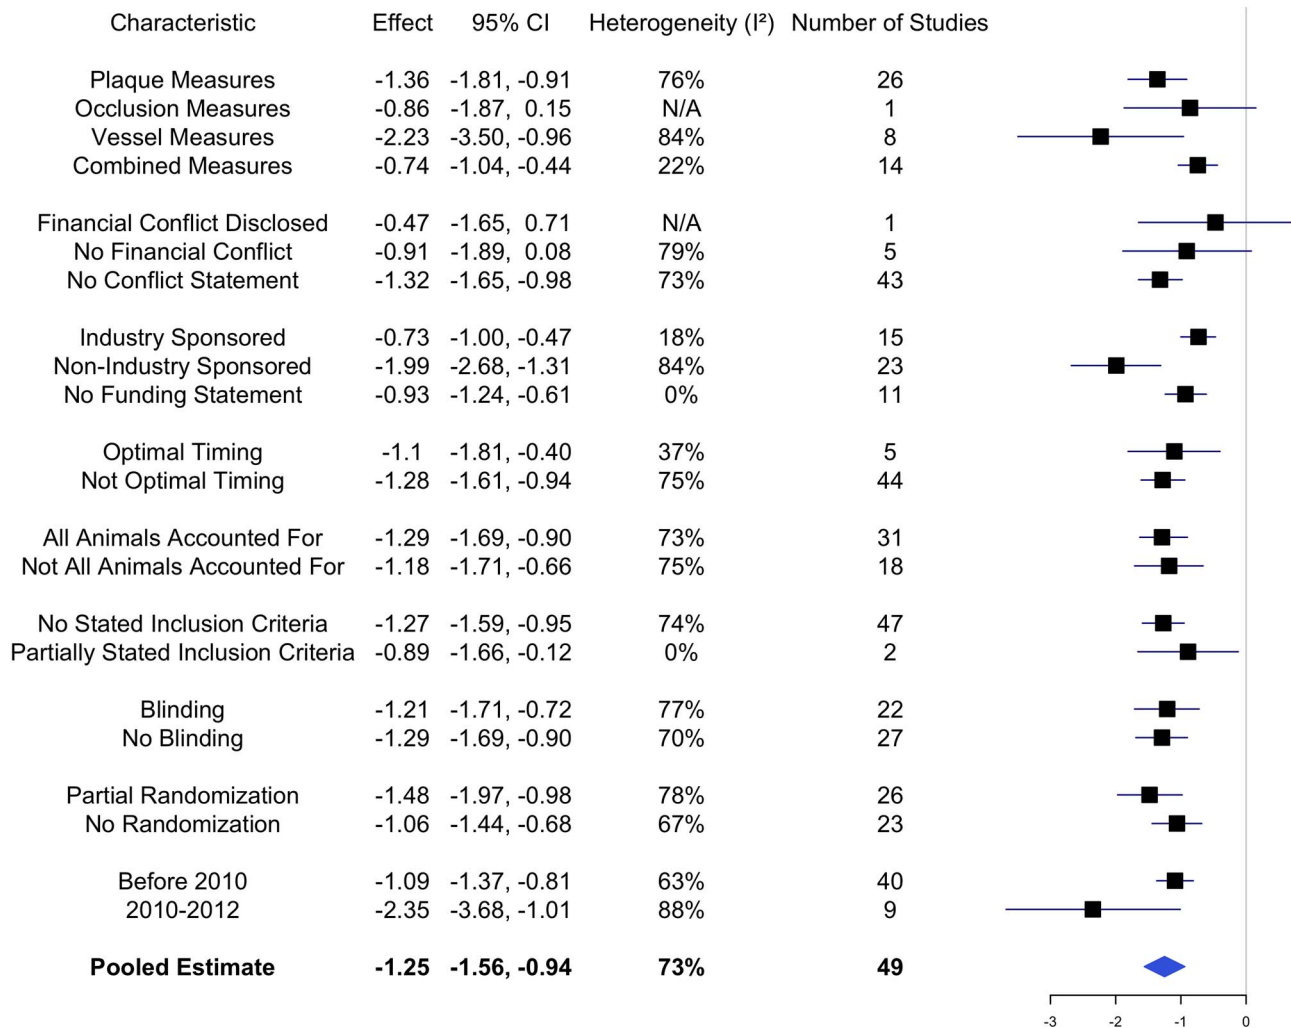 Characteristic Effect 95% CI Heterogeneity (I²) Number of Studies
Plaque Measures -1.36 -1.81, -0.91 76% 26
Occlusion Measures -0.86 -1.87, 0.15 N/A 1
Vessel Measures -2.23 -3.50, -0.96 84% 8
Combined Measures -0.74 -1.04, -0.44 22% 14
Financial Conflict Disclosed -0.47 -1.65, 0.71 N/A 1
No Financial Conflict -0.91 -1.89, 0.08 79% 5
No Conflict Statement -1.32 -1.65, -0.98 73% 43
Industry Sponsored -0.73 -1.00, -0.47 18% 15
Non-Industry Sponsored -1.99 -2.68, -1.31 84% 23
No Funding Statement -0.93 -1.24, -0.61 0% 11
Optimal Timing -1.1 -1.81, -0.40 37% 5
Not Optimal Timing -1.28 -1.61, -0.94 75% 44
All Animals Accounted For -1.29 -1.69, -0.90 73% 31
Not All Animals Accounted For -1.18 -1.71, -0.66 75% 18
No Stated Inclusion Criteria -1.27 -1.59, -0.95 74% 47
Partially Stated Inclusion Criteria -0.89 -1.66, -0.12 0% 2
Blinding -1.21 -1.71, -0.72 77% 22
No Blinding -1.29 -1.69, -0.90 70% 27
Partial Randomization -1.48 -1.97, -0.98 78% 26
No Randomization -1.06 -1.44, -0.68 67% 23
Before 2010 -1.09 -1.37, -0.81 63% 40
2010-2012 -2.35 -3.68, -1.01 88% 9
Pooled Estimate -1.25 -1.56, -0.94 73% 49
-3 -2 -1 0